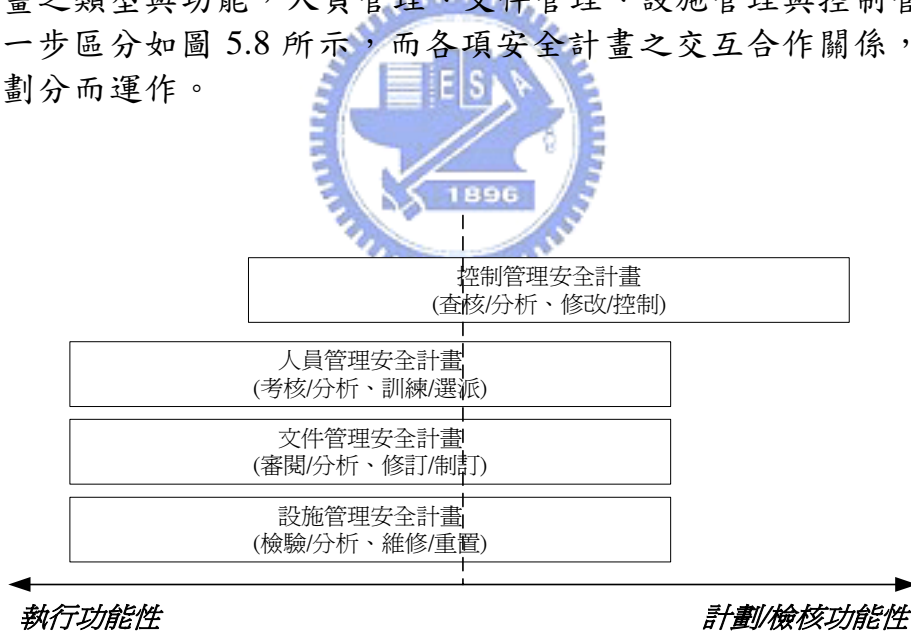 畫之類型與功能，人員管理、文件管理、設施管理與控制管
一步區分如圖 5.8 所示，而各項安全計畫之交互合作關係，
劃分而運作。
E S A
1896
控制管理安全計畫
(查核/分析、修改/控制)
人員管理安全計畫
(考核/分析、訓練/選派)
文件管理安全計畫
(審閱/分析、修訂/制訂)
設施管理安全計畫
(檢驗/分析、維修/重置)
執行功能性
計劃/檢核功能性